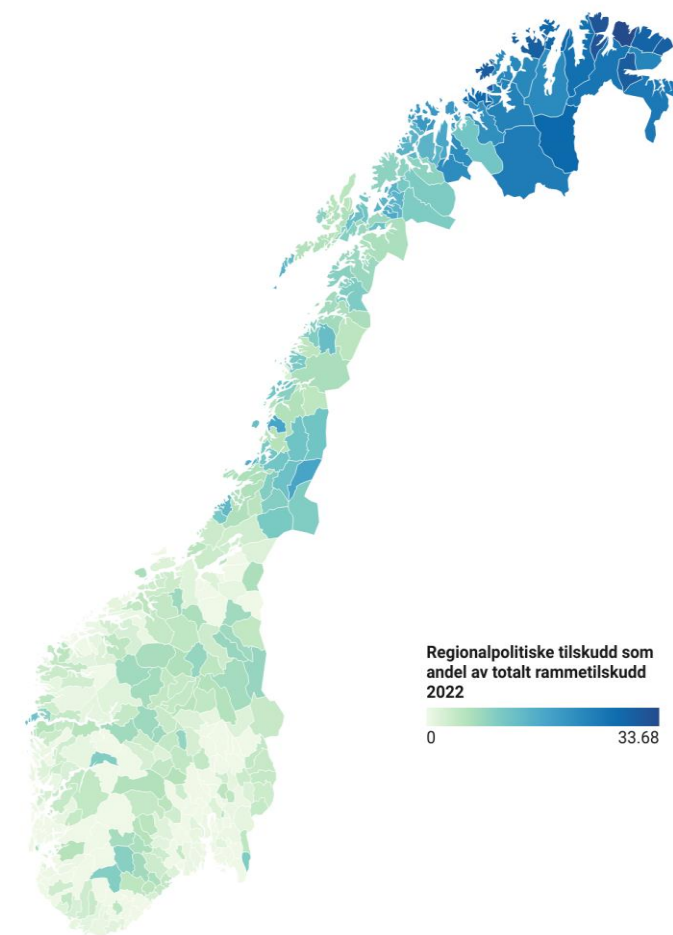 Regionalpolitiske tilskudd som
andel av totalt rammetilskudd
2022
0 33.68